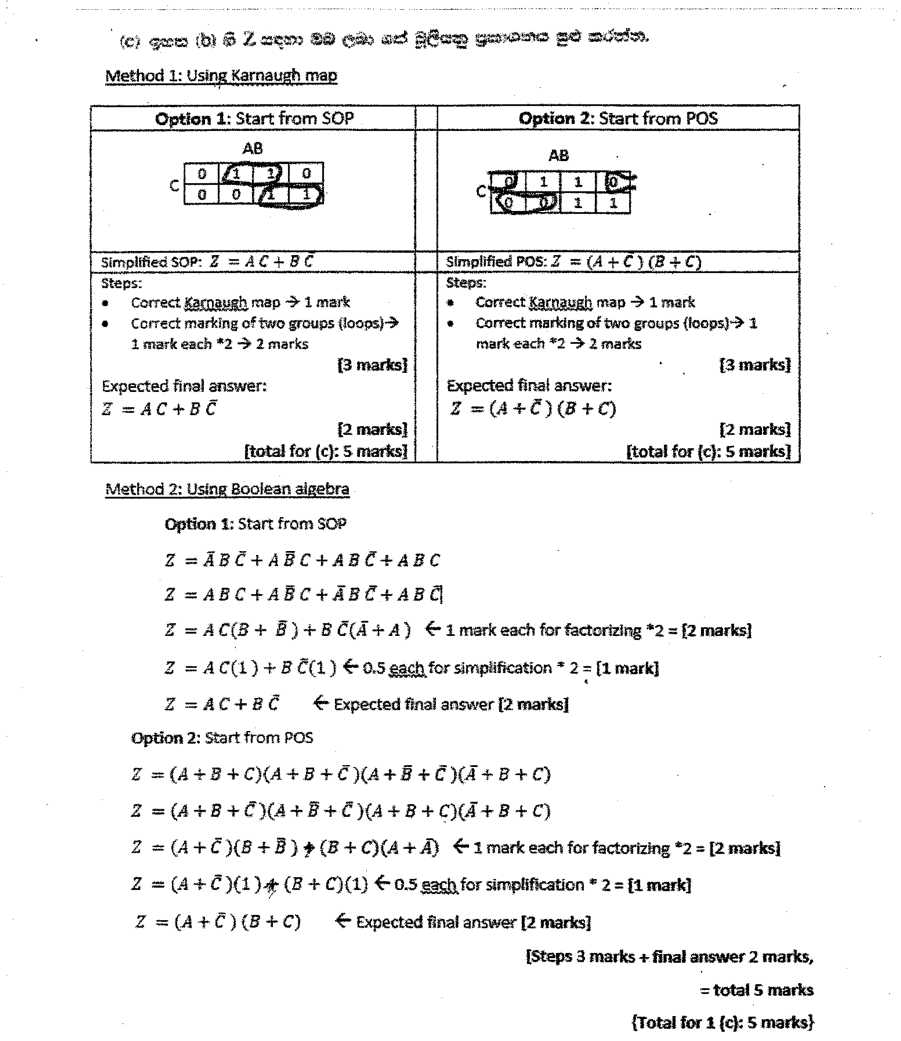 (c) ඉහත (b) හි Z සඳහා ඔබ ලබා ගත් බූලියානු ප්‍රකාශනය සුළු කරන්න.
Method 1: Using Karnaugh map
Option 1: Start from SOP
AB
C
0 1 1 0
0 0 1 1
Simplified SOP: Z = A C + B C̄
Steps:
• Correct Karnaugh map → 1 mark
• Correct marking of two groups (loops)→
1 mark each *2 → 2 marks
[3 marks]
Expected final answer:
Z = A C + B C̄
[2 marks]
[total for (c): 5 marks]
Option 2: Start from POS
AB
C
0 1 1 0
0 0 1 1
Simplified POS: Z = (A + C̄) (B + C)
Steps:
• Correct Karnaugh map → 1 mark
• Correct marking of two groups (loops)→ 1
mark each *2 → 2 marks
[3 marks]
Expected final answer:
Z = (A + C̄) (B + C)
[2 marks]
[total for (c): 5 marks]
Method 2: Using Boolean algebra
Option 1: Start from SOP
Z = Ā B C̄ + A B̄ C + A B C̄ + A B C
Z = A B C + A B̄ C + Ā B C̄ + A B C̄
Z = A C(B + B̄ ) + B C̄(Ā + A) ← 1 mark each for factorizing *2 = [2 marks]
Z = A C(1) + B C̄(1) ← 0.5 each for simplification * 2 = [1 mark]
Z = A C + B C̄ ← Expected final answer [2 marks]
Option 2: Start from POS
Z = (A + B + C)(A + B + C̄ )(A + B̄ + C̄ )(Ā + B + C)
Z = (A + B + C̄ )(A + B̄ + C̄ )(A + B + C)(Ā + B + C)
Z = (A + C̄ )(B + B̄ ) + (B + C)(A + Ā) ← 1 mark each for factorizing *2 = [2 marks]
Z = (A + C̄ )(1) + (B + C)(1) ← 0.5 each for simplification * 2 = [1 mark]
Z = (A + C̄ ) (B + C) ← Expected final answer [2 marks]
[Steps 3 marks + final answer 2 marks,
= total 5 marks
{Total for 1 (c): 5 marks}